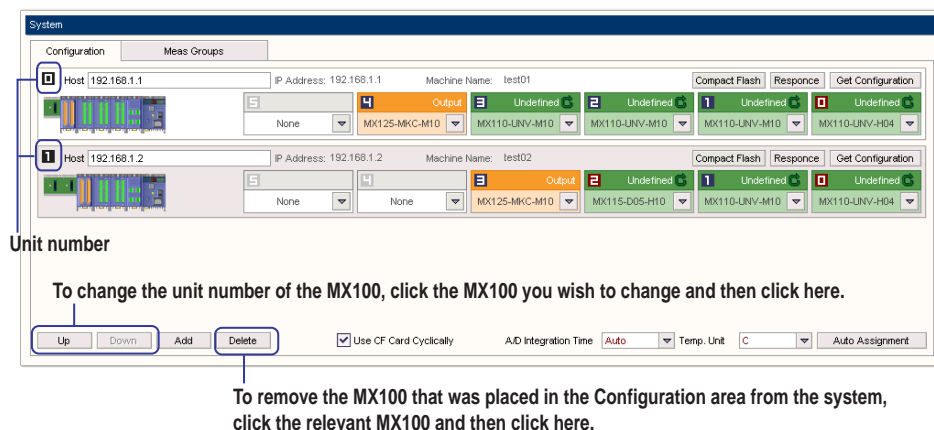 System
Configuration Meas Groups
0 Host 192.168.1.1 IP Address: 192.168.1.1 Machine Name: test01 Compact Flash Responce Get Configuration
5 4 Output 3 Undefined 2 Undefined 1 Undefined 0 Undefined
None MX125-MKC-M10 MX110-UNV-M10 MX110-UNV-M10 MX110-UNV-M10 MX110-UNV-H04
1 Host 192.168.1.2 IP Address: 192.168.1.2 Machine Name: test02 Compact Flash Responce Get Configuration
5 4 3 Output 2 Undefined 1 Undefined 0 Undefined
None None MX125-MKC-M10 MX115-D05-H10 MX110-UNV-M10 MX110-UNV-H04
Unit number
To change the unit number of the MX100, click the MX100 you wish to change and then click here.
Up Down Add Delete Use CF Card Cyclically A/D Integration Time Auto Temp. Unit C Auto Assignment
To remove the MX100 that was placed in the Configuration area from the system,
click the relevant MX100 and then click here.